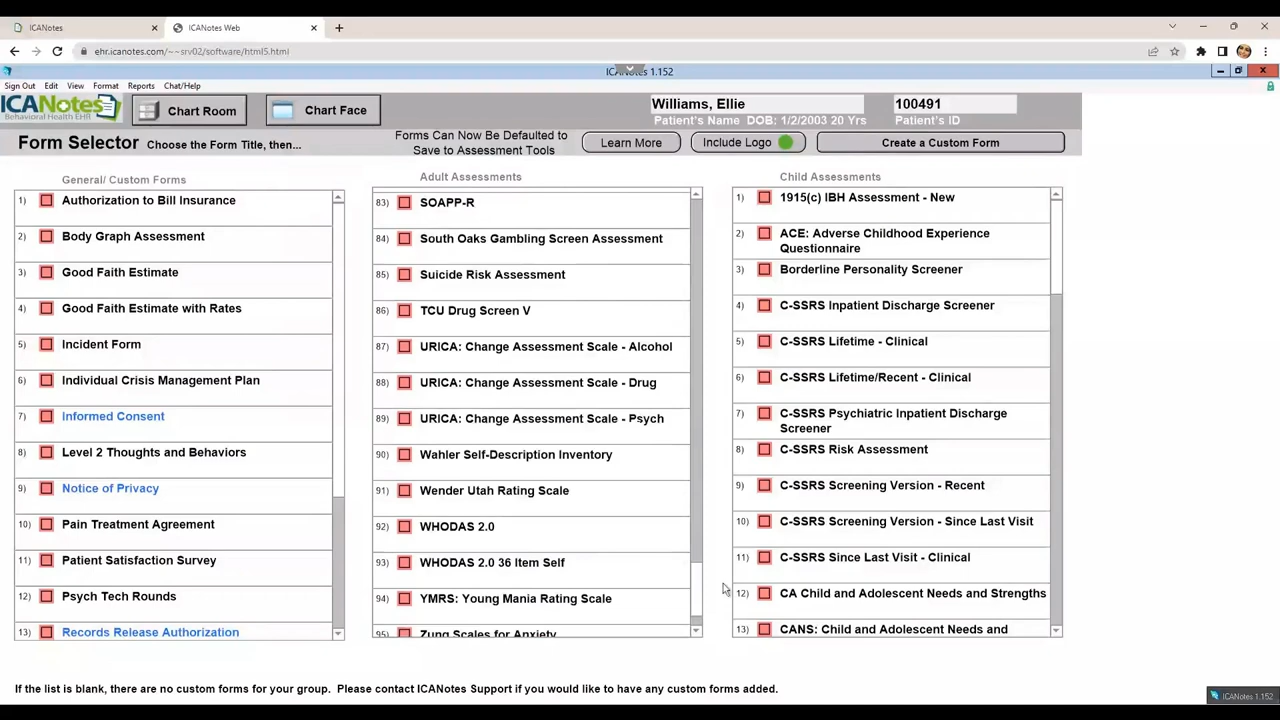 ICANotes
ICANotes Web
ehr.icanotes.com/~~srv02/software/html5.html
ICANotes 1.152
Sign Out Edit View Format Reports Chat/Help
ICANotes
Behavioral Health EHR
Chart Room
Chart Face
Williams, Ellie
100491
Patient's Name DOB: 1/2/2003 20 Yrs
Patient's ID
Form Selector
Choose the Form Title, then...
Forms Can Now Be Defaulted to
Save to Assessment Tools
Learn More
Include Logo
Create a Custom Form
General/ Custom Forms
1) Authorization to Bill Insurance
2) Body Graph Assessment
3) Good Faith Estimate
4) Good Faith Estimate with Rates
5) Incident Form
6) Individual Crisis Management Plan
7) Informed Consent
8) Level 2 Thoughts and Behaviors
9) Notice of Privacy
10) Pain Treatment Agreement
11) Patient Satisfaction Survey
12) Psych Tech Rounds
13) Records Release Authorization
Adult Assessments
83) SOAPP-R
84) South Oaks Gambling Screen Assessment
85) Suicide Risk Assessment
86) TCU Drug Screen V
87) URICA: Change Assessment Scale - Alcohol
88) URICA: Change Assessment Scale - Drug
89) URICA: Change Assessment Scale - Psych
90) Wahler Self-Description Inventory
91) Wender Utah Rating Scale
92) WHODAS 2.0
93) WHODAS 2.0 36 Item Self
94) YMRS: Young Mania Rating Scale
95) Zung Scales for Anxiety
Child Assessments
1) 1915(c) IBH Assessment - New
2) ACE: Adverse Childhood Experience
Questionnaire
3) Borderline Personality Screener
4) C-SSRS Inpatient Discharge Screener
5) C-SSRS Lifetime - Clinical
6) C-SSRS Lifetime/Recent - Clinical
7) C-SSRS Psychiatric Inpatient Discharge
Screener
8) C-SSRS Risk Assessment
9) C-SSRS Screening Version - Recent
10) C-SSRS Screening Version - Since Last Visit
11) C-SSRS Since Last Visit - Clinical
12) CA Child and Adolescent Needs and Strengths
13) CANS: Child and Adolescent Needs and
If the list is blank, there are no custom forms for your group. Please contact ICANotes Support if you would like to have any custom forms added.
ICANotes 1.152